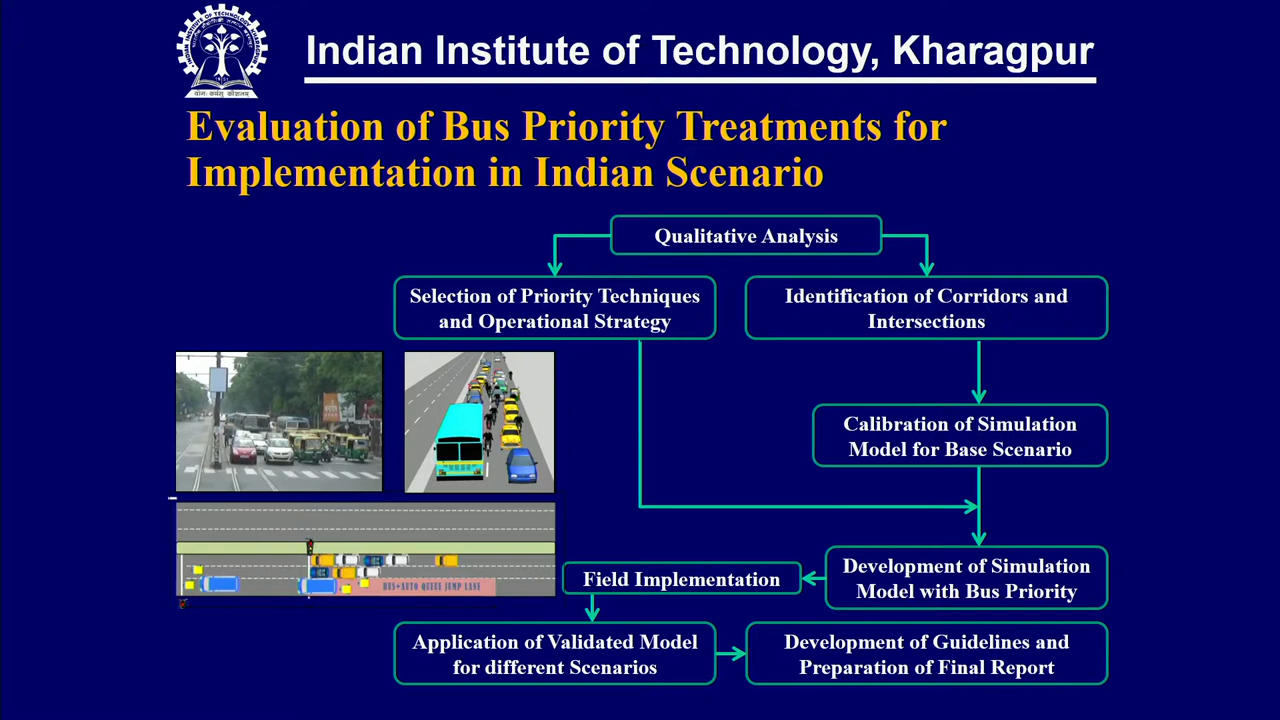 Indian Institute of Technology, Kharagpur
Evaluation of Bus Priority Treatments for
Implementation in Indian Scenario
Qualitative Analysis
Selection of Priority Techniques
and Operational Strategy
Identification of Corridors and
Intersections
Calibration of Simulation
Model for Base Scenario
Development of Simulation
Model with Bus Priority
Field Implementation
BUS+AUTO QUEUE JUMP LANE
Application of Validated Model
for different Scenarios
Development of Guidelines and
Preparation of Final Report